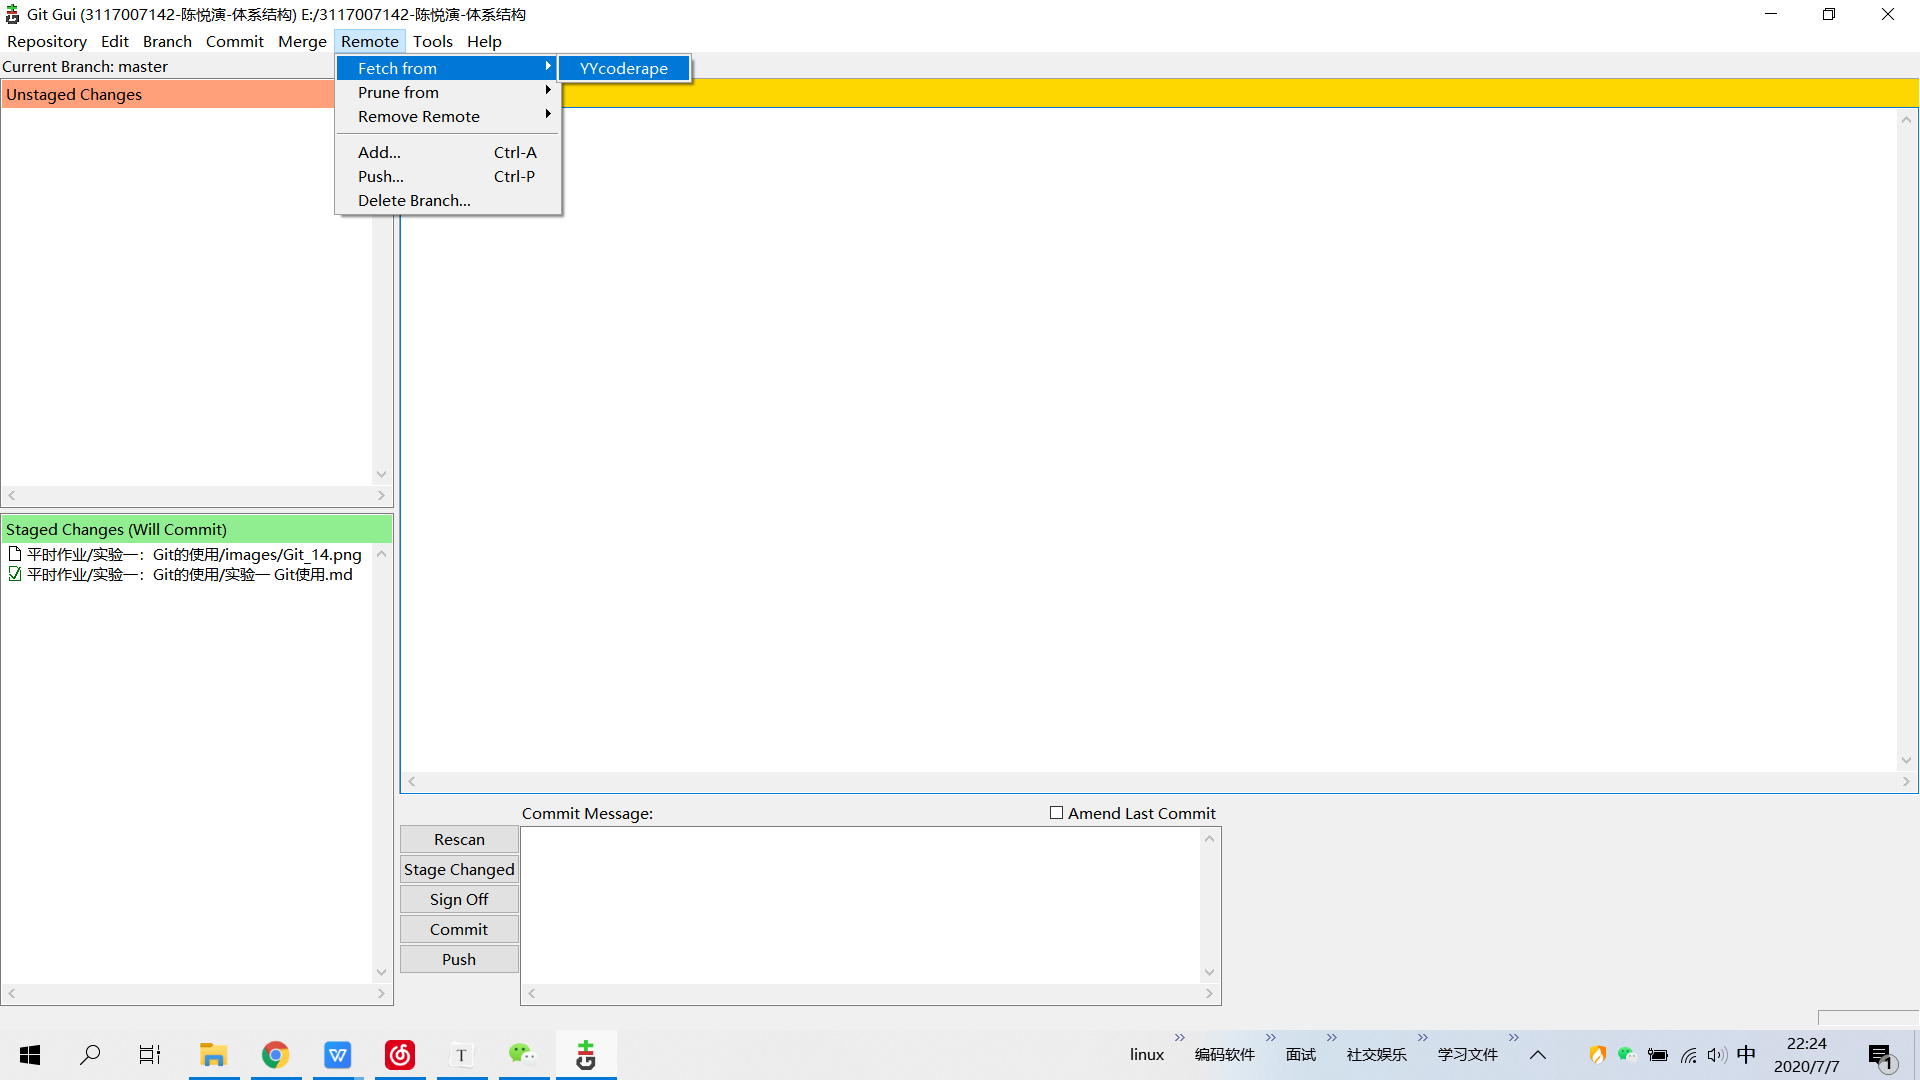 Git Gui (3117007142-陈悦演-体系结构) E:/3117007142-陈悦演-体系结构
Repository Edit Branch Commit Merge Remote Tools Help
Current Branch: master
Fetch from YYcoderape
Unstaged Changes
Prune from
Remove Remote
Add... Ctrl-A
Push... Ctrl-P
Delete Branch...
Staged Changes (Will Commit)
平时作业/实验一：Git的使用/images/Git_14.png
平时作业/实验一：Git的使用/实验一 Git使用.md
Commit Message:
Amend Last Commit
Rescan
Stage Changed
Sign Off
Commit
Push
linux 编码软件 面试 社交娱乐 学习文件
中
22:24
2020/7/7
1
W
T